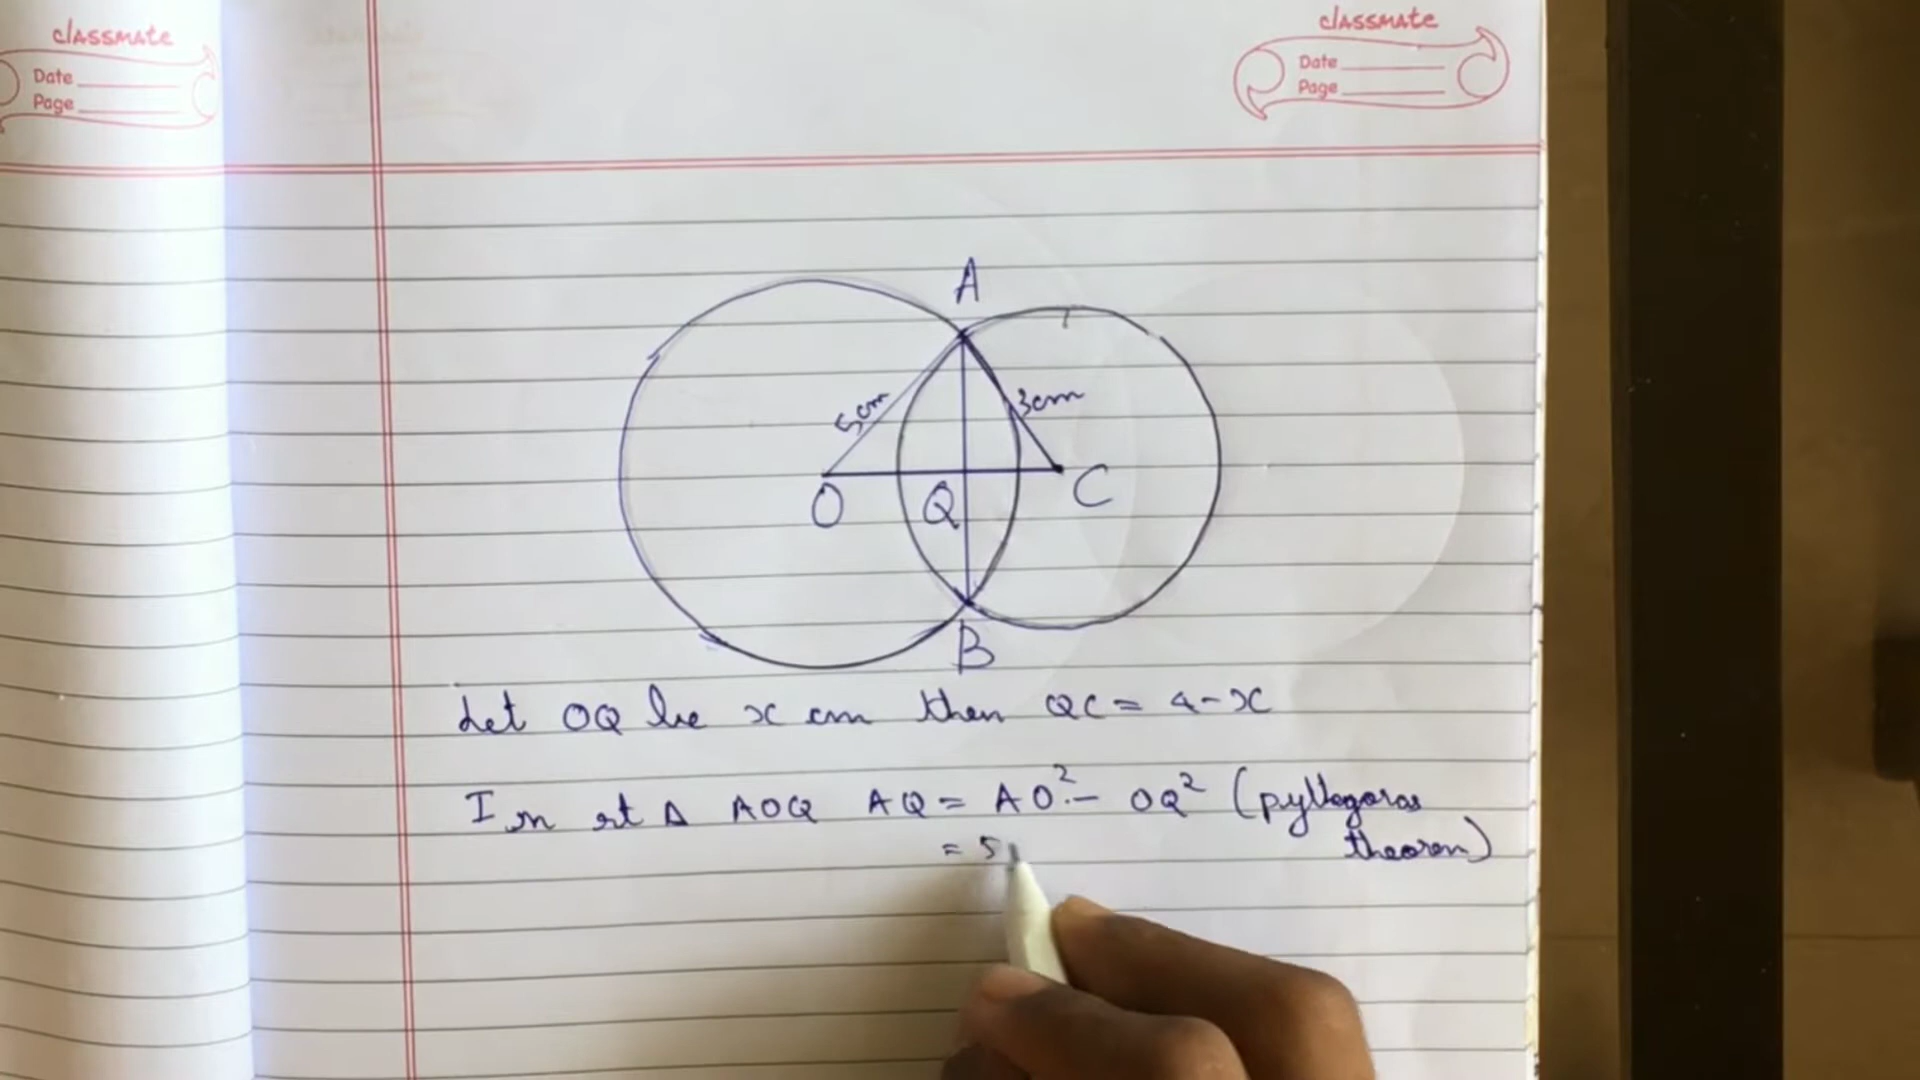 classmate
Date
Page
classmate
Date
Page
A
5cm
3cm
O
Q
C
B
Let OQ be x cm then QC = 4-x
In rt Δ AOQ AQ = AO² - OQ² (pythegoras
theorem)
= 5